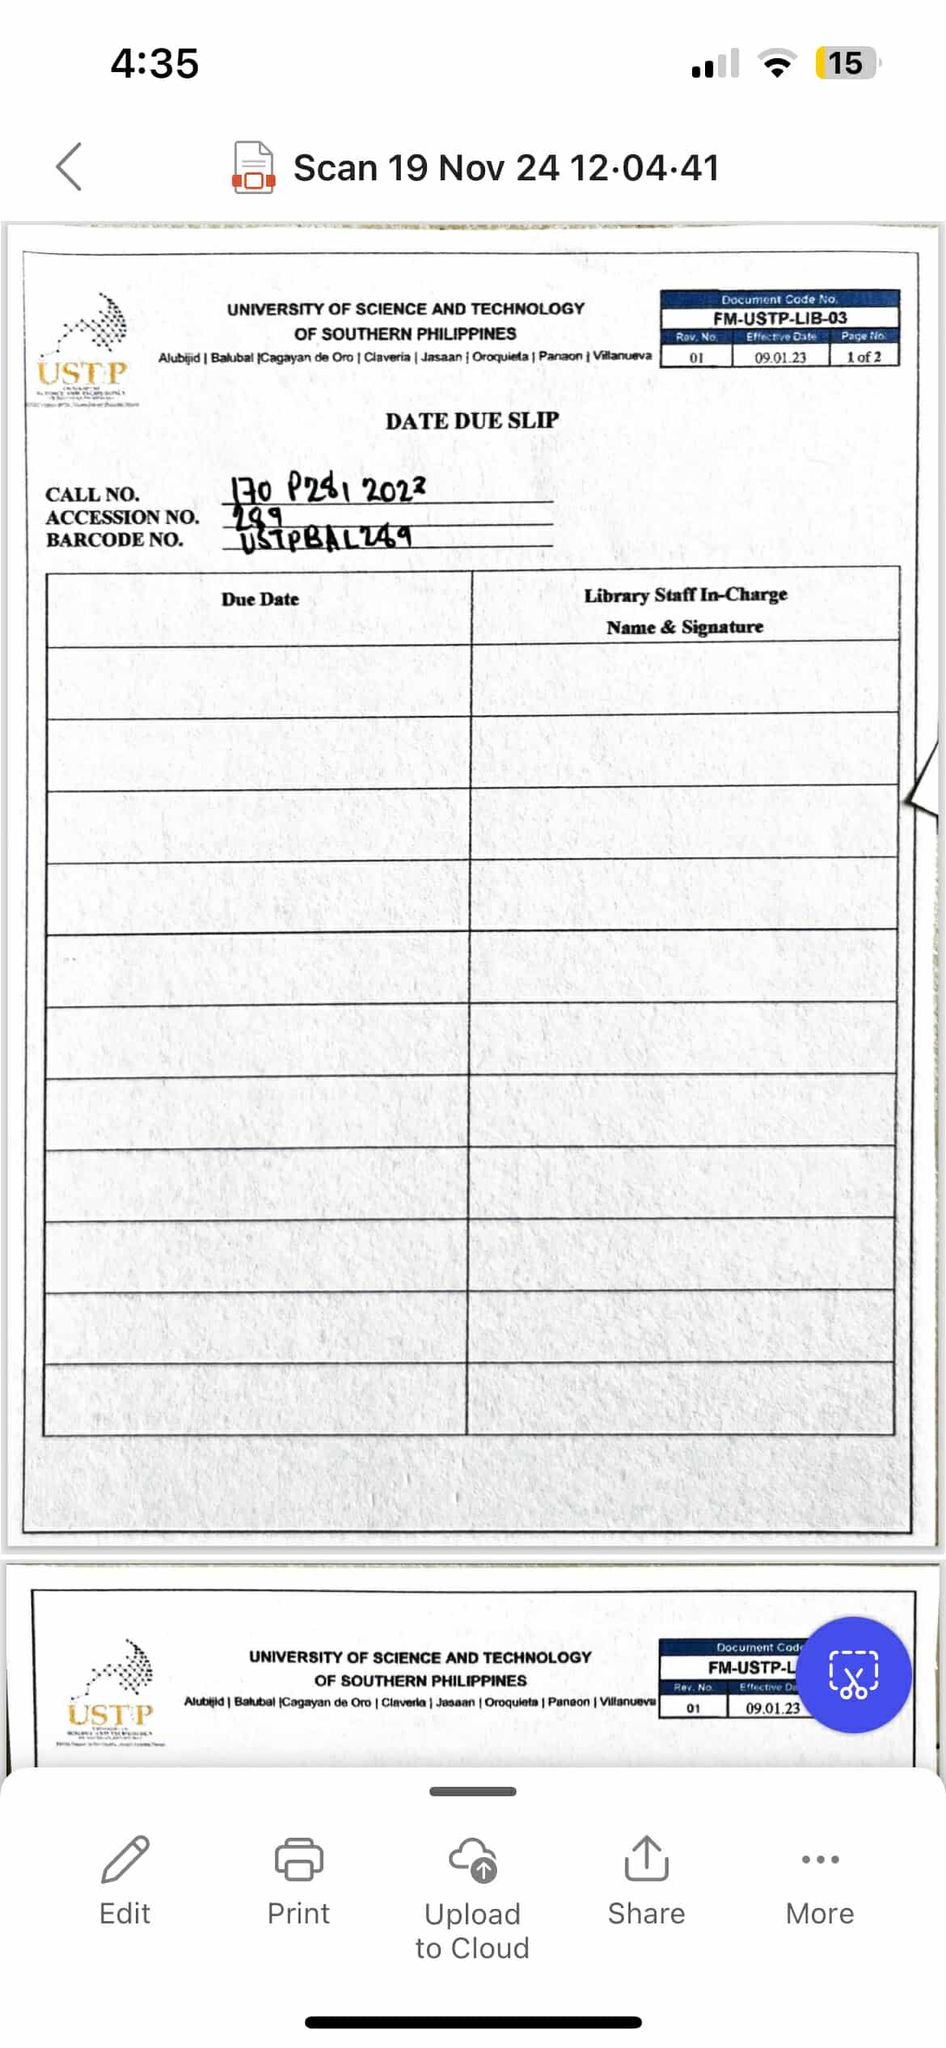 4:35
15
Scan 19 Nov 24 12·04·41
UNIVERSITY OF SCIENCE AND TECHNOLOGY
OF SOUTHERN PHILIPPINES
Alubijid | Balubal |Cagayan de Oro | Claveria | Jasaan | Oroquieta | Panaon | Villanueva
USTP
Document Code No.
FM-USTP-LIB-03
Rev. No. Effective Date Page No.
01 09.01.23 1 of 2
DATE DUE SLIP
CALL NO. 170 P281 2023
ACCESSION NO. 289
BARCODE NO. USTPBAL289
Due Date
Library Staff In-Charge
Name & Signature
UNIVERSITY OF SCIENCE AND TECHNOLOGY
OF SOUTHERN PHILIPPINES
Alubijid | Balubal |Cagayan de Oro | Claveria | Jasaan | Oroquieta | Panaon | Villanueva
USTP
Document Code
FM-USTP-L
Rev. No. Effective Da
01 09.01.23
Edit
Print
Upload
to Cloud
Share
More